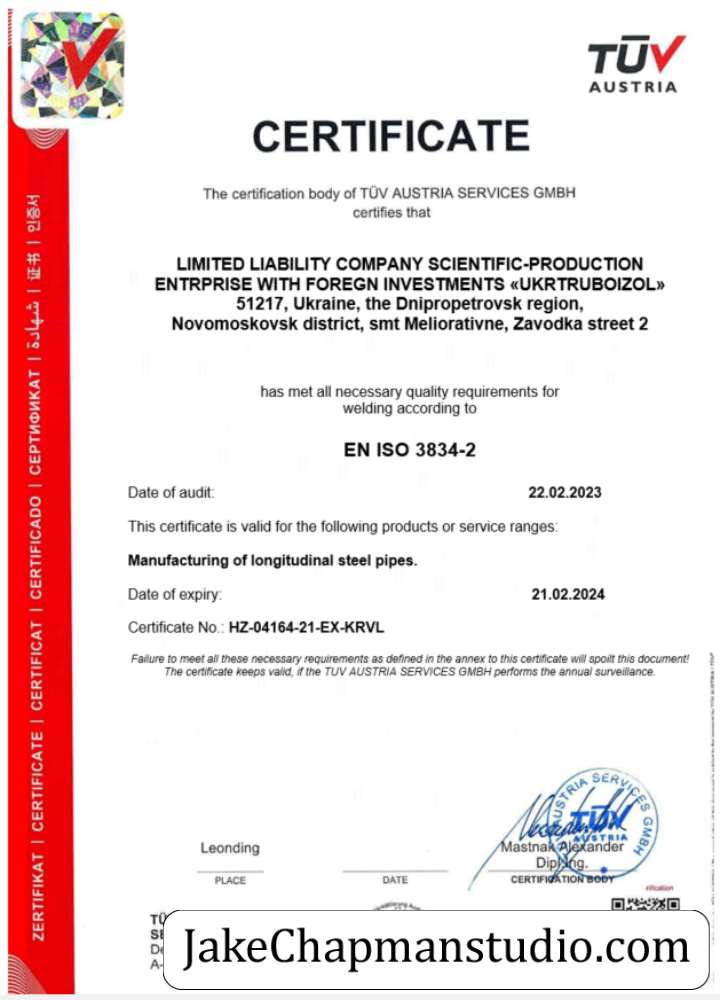 TÜV
AUSTRIA
CERTIFICATE
The certification body of TÜV AUSTRIA SERVICES GMBH
certifies that
LIMITED LIABILITY COMPANY SCIENTIFIC-PRODUCTION
ENTRPRISE WITH FOREGN INVESTMENTS «UKRTRUBOIZOL»
51217, Ukraine, the Dnipropetrovsk region,
Novomoskovsk district, smt Meliorativne, Zavodka street 2
has met all necessary quality requirements for
welding according to
EN ISO 3834-2
Date of audit: 22.02.2023
This certificate is valid for the following products or service ranges:
Manufacturing of longitudinal steel pipes.
Date of expiry: 21.02.2024
Certificate No.: HZ-04164-21-EX-KRVL
Failure to meet all these necessary requirements as defined in the annex to this certificate will spoilt this document!
The certificate keeps valid, if the TUV AUSTRIA SERVICES GMBH performs the annual surveillance.
AUSTRIA SERVICES GMBH
TÜV
AUSTRIA
Leonding
Mastnak Alexander
Dipl.Ing.
PLACE DATE CERTIFICATION BODY
TÜ
SE
De
A-
JakeChapmanstudio.com
ZERTIFIKAT | CERTIFICATE | CERTIFICAT | CERTIFICADO | СЕРТИФИКАТ | شهادة | 证书 | 인증서